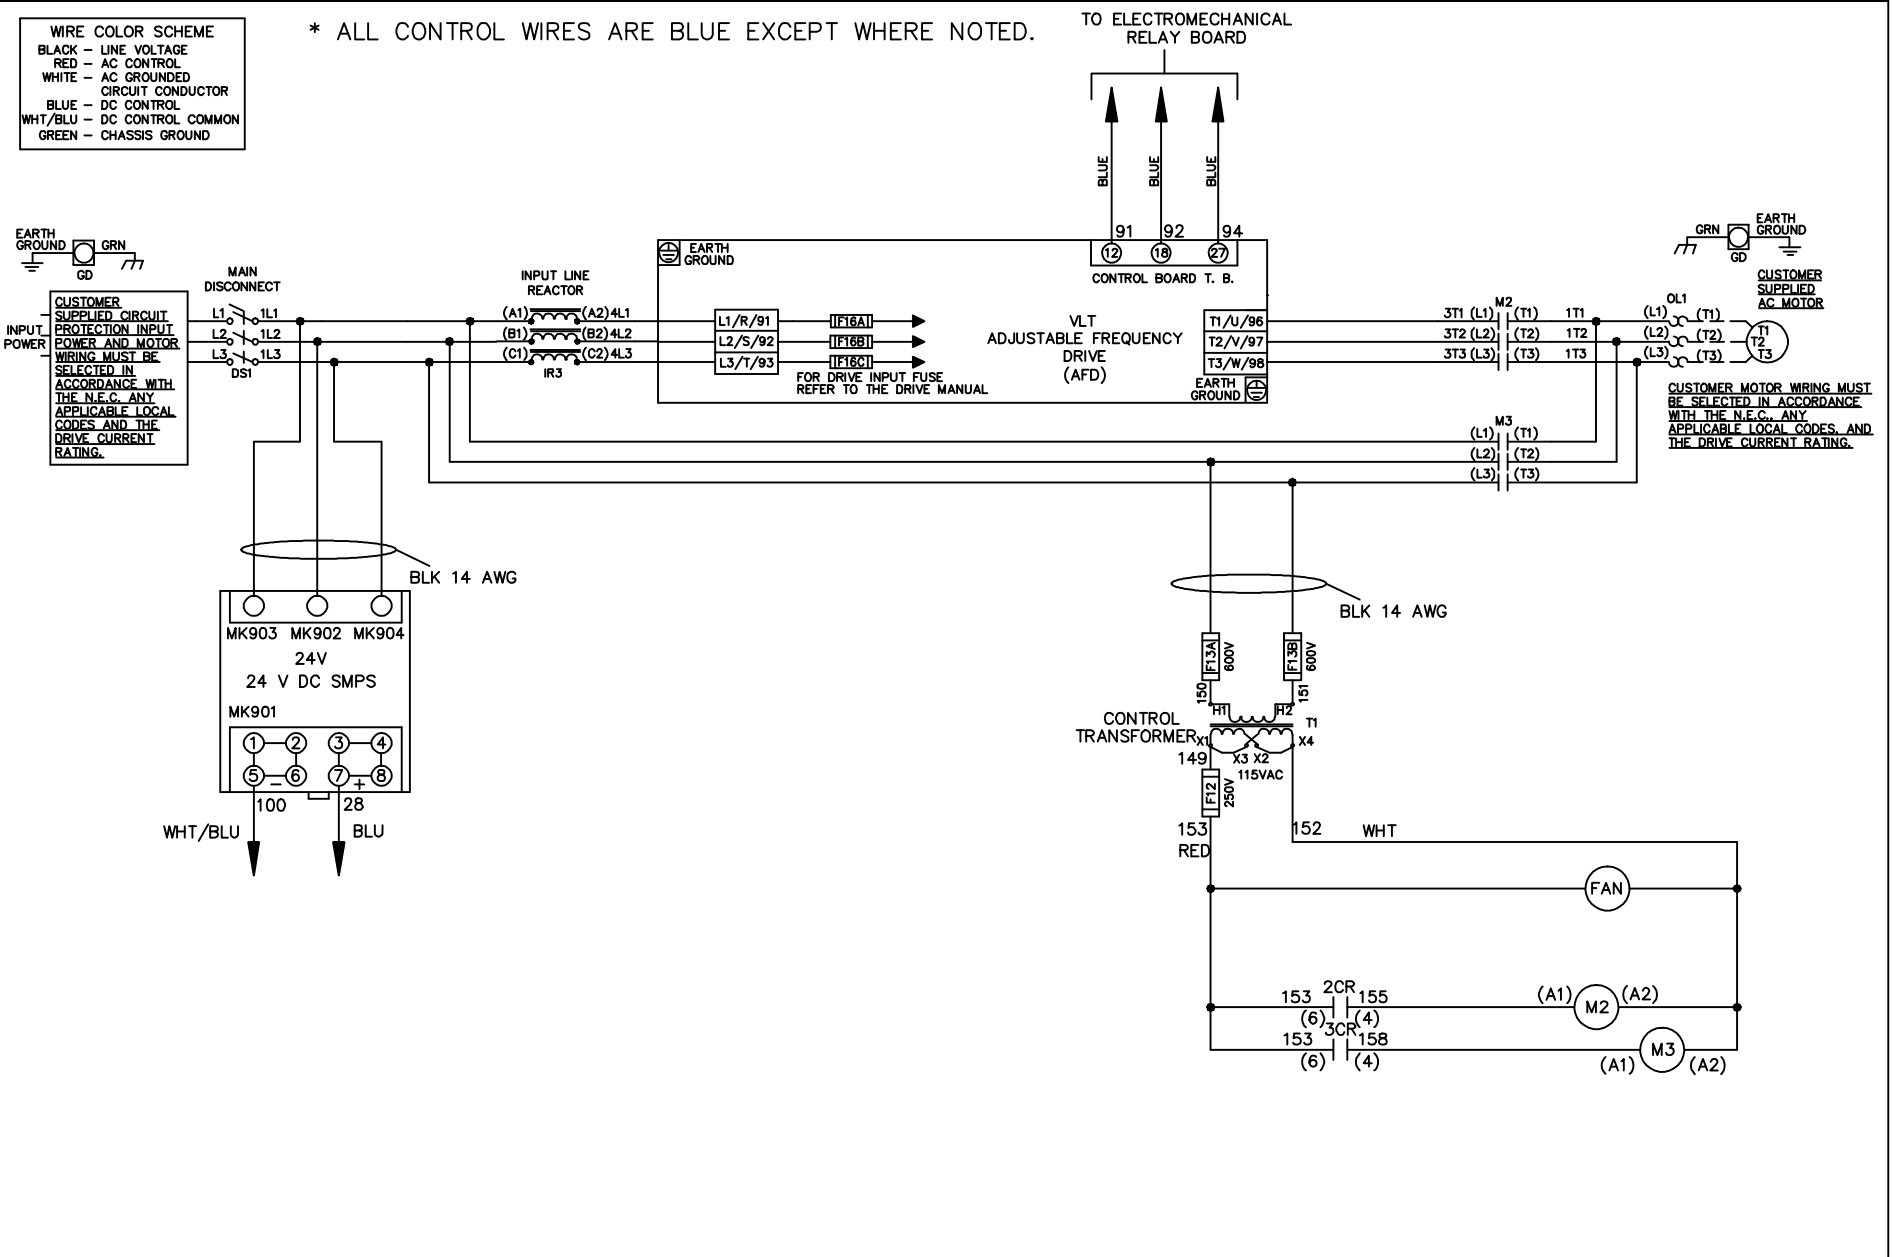 WIRE COLOR SCHEME
BLACK – LINE VOLTAGE
RED – AC CONTROL
WHITE – AC GROUNDED
CIRCUIT CONDUCTOR
BLUE – DC CONTROL
WHT/BLU – DC CONTROL COMMON
GREEN – CHASSIS GROUND
* ALL CONTROL WIRES ARE BLUE EXCEPT WHERE NOTED.
TO ELECTROMECHANICAL
RELAY BOARD
BLUE BLUE BLUE
91 92 94
12 18 27
CONTROL BOARD T. B.
EARTH
GROUND
GRN
GD
MAIN
DISCONNECT
INPUT
POWER
CUSTOMER
SUPPLIED CIRCUIT
PROTECTION INPUT
POWER AND MOTOR
WIRING MUST BE
SELECTED IN
ACCORDANCE WITH
THE N.E.C. ANY
APPLICABLE LOCAL
CODES AND THE
DRIVE CURRENT
RATING.
L1 1L1
L2 1L2
L3 1L3
DS1
INPUT LINE
REACTOR
(A1) (A2) 4L1
(B1) (B2) 4L2
(C1) (C2) 4L3
IR3
EARTH
GROUND
L1/R/91 F16A
L2/S/92 F16B
L3/T/93 F16C
FOR DRIVE INPUT FUSE
REFER TO THE DRIVE MANUAL
VLT
ADJUSTABLE FREQUENCY
DRIVE
(AFD)
T1/U/96
T2/V/97
T3/W/98
EARTH
GROUND
M2
3T1 (L1) (T1) 1T1
3T2 (L2) (T2) 1T2
3T3 (L3) (T3) 1T3
OL1
(L1) (T1)
(L2) (T2)
(L3) (T3)
T1
T2
T3
GRN
EARTH
GROUND
GD
CUSTOMER
SUPPLIED
AC MOTOR
CUSTOMER MOTOR WIRING MUST
BE SELECTED IN ACCORDANCE
WITH THE N.E.C., ANY
APPLICABLE LOCAL CODES, AND
THE DRIVE CURRENT RATING.
M3
(L1) (T1)
(L2) (T2)
(L3) (T3)
BLK 14 AWG
MK903 MK902 MK904
24V
24 V DC SMPS
MK901
1 2 3 4
5 – 6 7 + 8
100 28
WHT/BLU BLU
BLK 14 AWG
F13A 600V F13B 600V
150 151
H1 H2
T1
CONTROL
TRANSFORMER
X1 X3 X2 X4
149
115VAC
F12 250V
153
RED
152 WHT
FAN
2CR
153 155
(6) (4)
(A1) M2 (A2)
3CR
153 158
(6) (4)
(A1) M3 (A2)